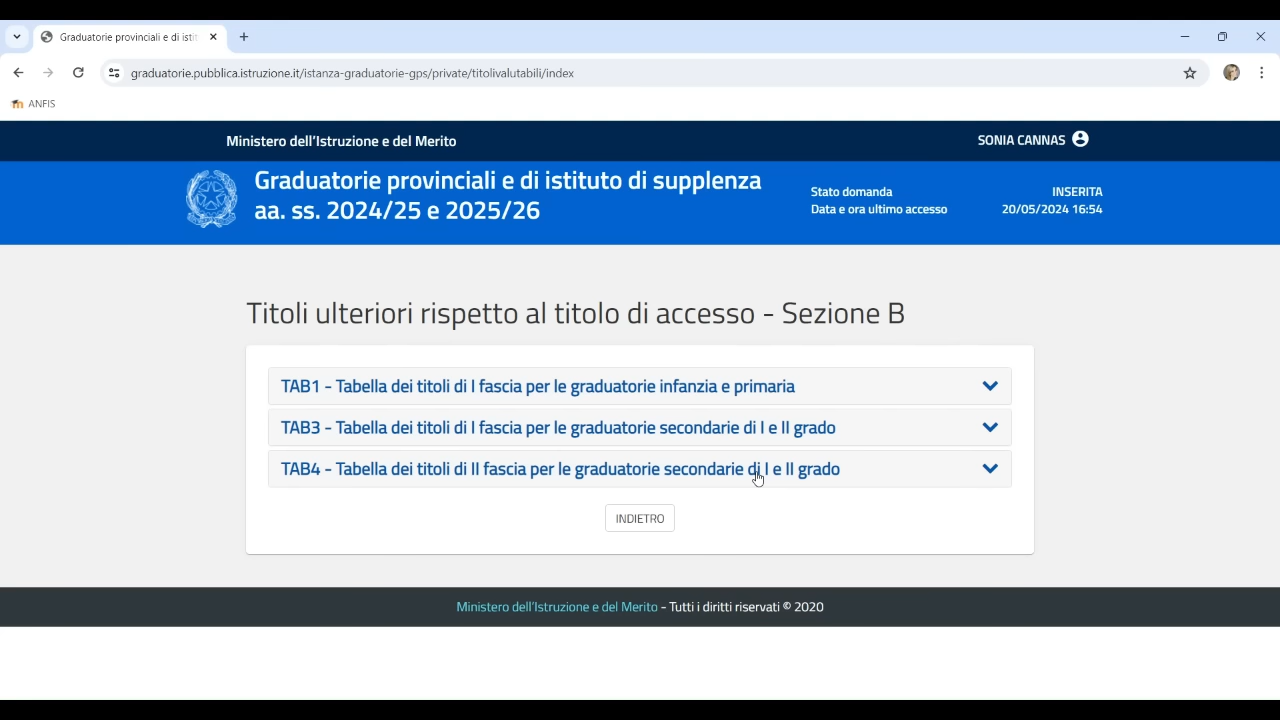 Graduatorie provinciali e di istit
graduatorie.pubblica.istruzione.it/istanza-graduatorie-gps/private/titolivalutabili/index
ANFIS
Ministero dell'Istruzione e del Merito
SONIA CANNAS
Graduatorie provinciali e di istituto di supplenza
aa. ss. 2024/25 e 2025/26
Stato domanda INSERITA
Data e ora ultimo accesso 20/05/2024 16:54
Titoli ulteriori rispetto al titolo di accesso - Sezione B
TAB1 - Tabella dei titoli di I fascia per le graduatorie infanzia e primaria
TAB3 - Tabella dei titoli di I fascia per le graduatorie secondarie di I e II grado
TAB4 - Tabella dei titoli di II fascia per le graduatorie secondarie di I e II grado
INDIETRO
Ministero dell'Istruzione e del Merito - Tutti i diritti riservati © 2020